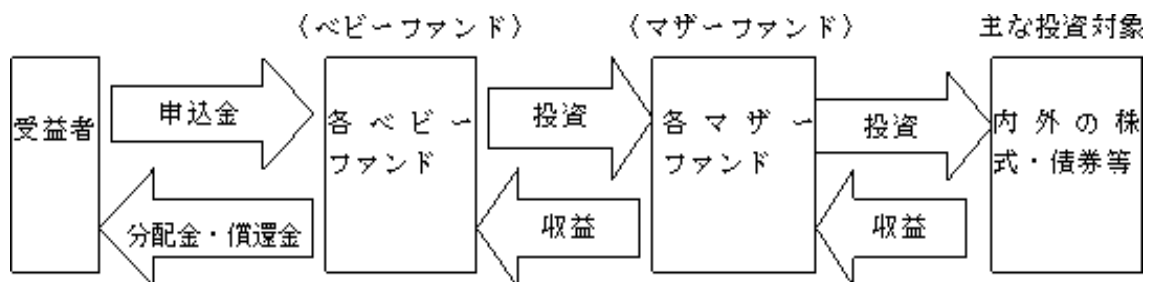 〈ベビーファンド〉 〈マザーファンド〉 主な投資対象
受益者
申込金
分配金・償還金
各ベビー
ファンド
投資
収益
各マザー
ファンド
投資
収益
内外の株
式・債券等